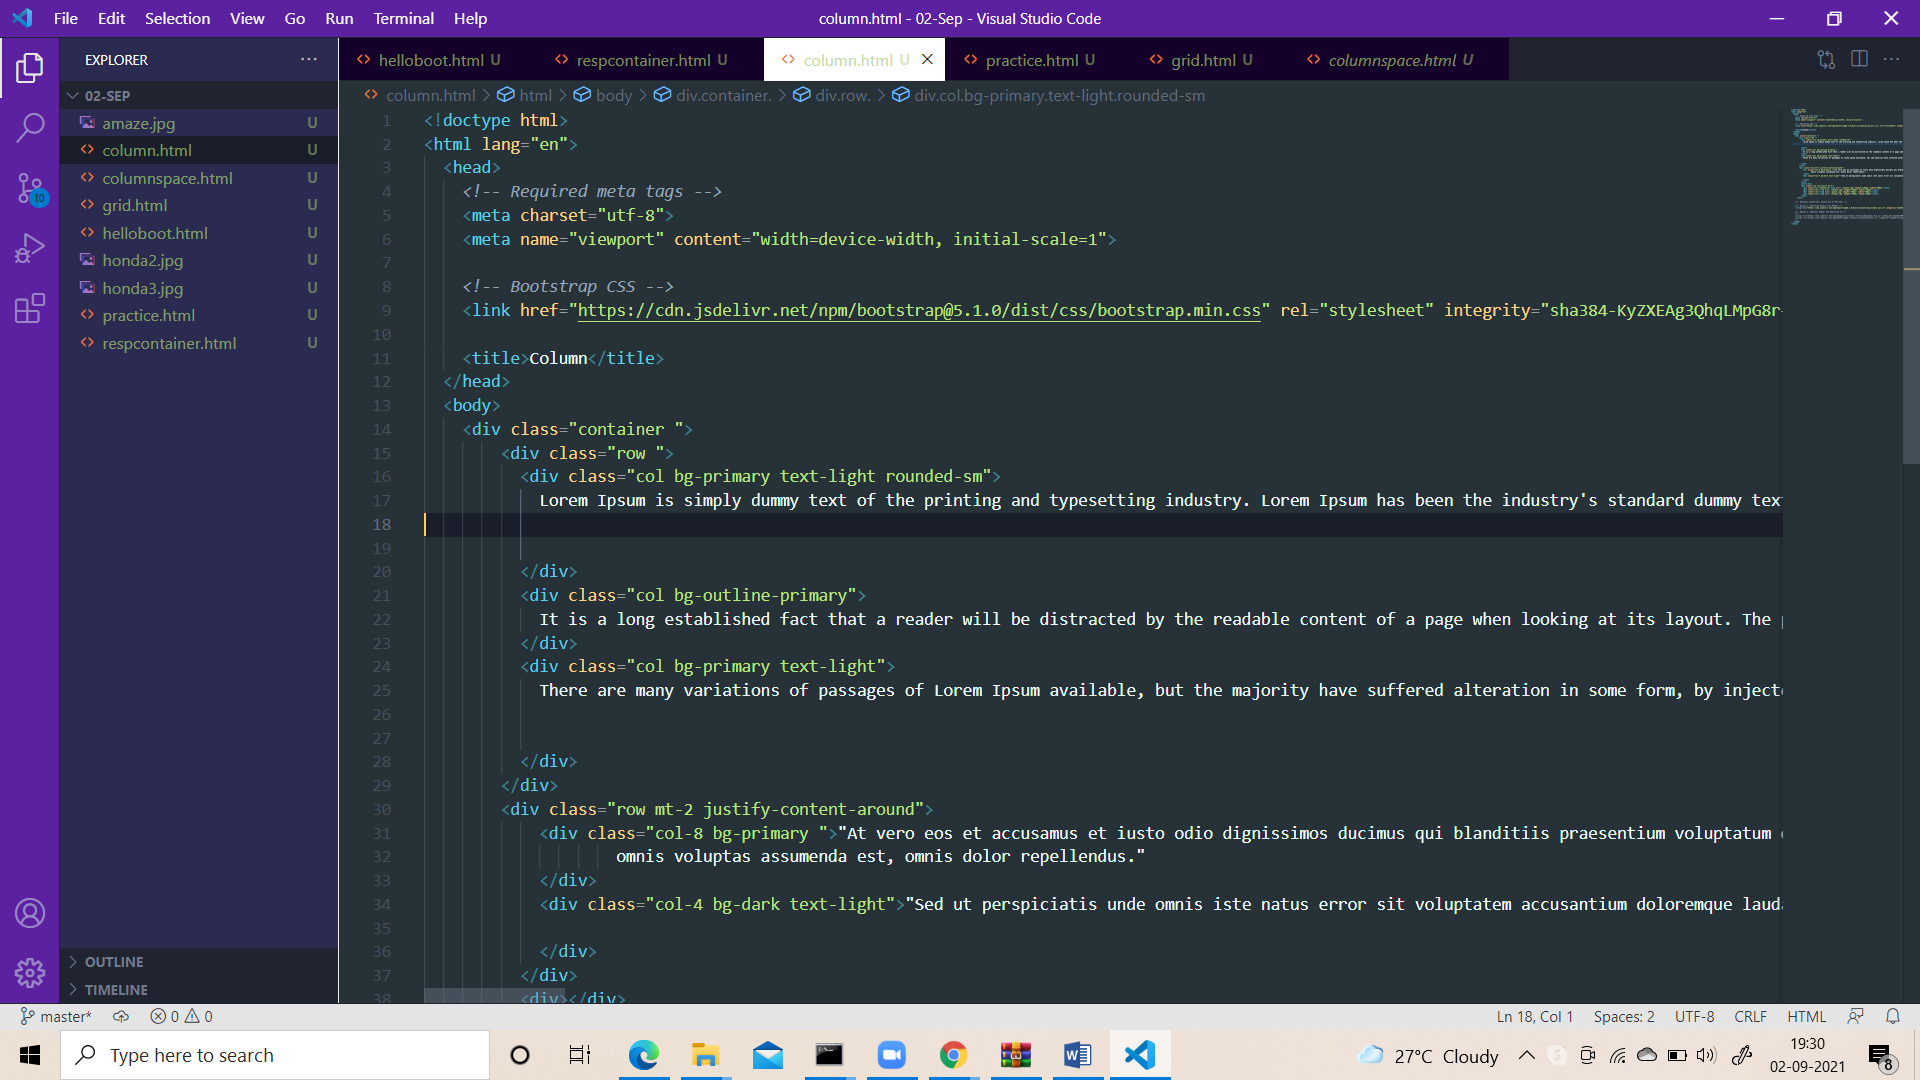 File Edit Selection View Go Run Terminal Help
column.html - 02-Sep - Visual Studio Code
EXPLORER
helloboot.html U
respcontainer.html U
column.html U
practice.html U
grid.html U
columnspace.html U
02-SEP
column.html > html > body > div.container. > div.row. > div.col.bg-primary.text-light.rounded-sm
amaze.jpg U
column.html U
columnspace.html U
grid.html U
helloboot.html U
honda2.jpg U
honda3.jpg U
practice.html U
respcontainer.html U
10
OUTLINE
TIMELINE
1 <!doctype html>
2 <html lang="en">
3 <head>
4 <!-- Required meta tags -->
5 <meta charset="utf-8">
6 <meta name="viewport" content="width=device-width, initial-scale=1">
7
8 <!-- Bootstrap CSS -->
9 <link href="https://cdn.jsdelivr.net/npm/bootstrap@5.1.0/dist/css/bootstrap.min.css" rel="stylesheet" integrity="sha384-KyZXEAg3QhqLMpG8r
10
11 <title>Column</title>
12 </head>
13 <body>
14 <div class="container ">
15 <div class="row ">
16 <div class="col bg-primary text-light rounded-sm">
17 Lorem Ipsum is simply dummy text of the printing and typesetting industry. Lorem Ipsum has been the industry's standard dummy tex
18
19
20 </div>
21 <div class="col bg-outline-primary">
22 It is a long established fact that a reader will be distracted by the readable content of a page when looking at its layout. The
23 </div>
24 <div class="col bg-primary text-light">
25 There are many variations of passages of Lorem Ipsum available, but the majority have suffered alteration in some form, by inject
26
27
28 </div>
29 </div>
30 <div class="row mt-2 justify-content-around">
31 <div class="col-8 bg-primary ">"At vero eos et accusamus et iusto odio dignissimos ducimus qui blanditiis praesentium voluptatum
32 omnis voluptas assumenda est, omnis dolor repellendus."
33 </div>
34 <div class="col-4 bg-dark text-light">"Sed ut perspiciatis unde omnis iste natus error sit voluptatem accusantium doloremque laud
35
36 </div>
37 </div>
38 <div></div>
master* 0 0
Ln 18, Col 1 Spaces: 2 UTF-8 CRLF HTML
Type here to search
27°C Cloudy
19:30
02-09-2021
8